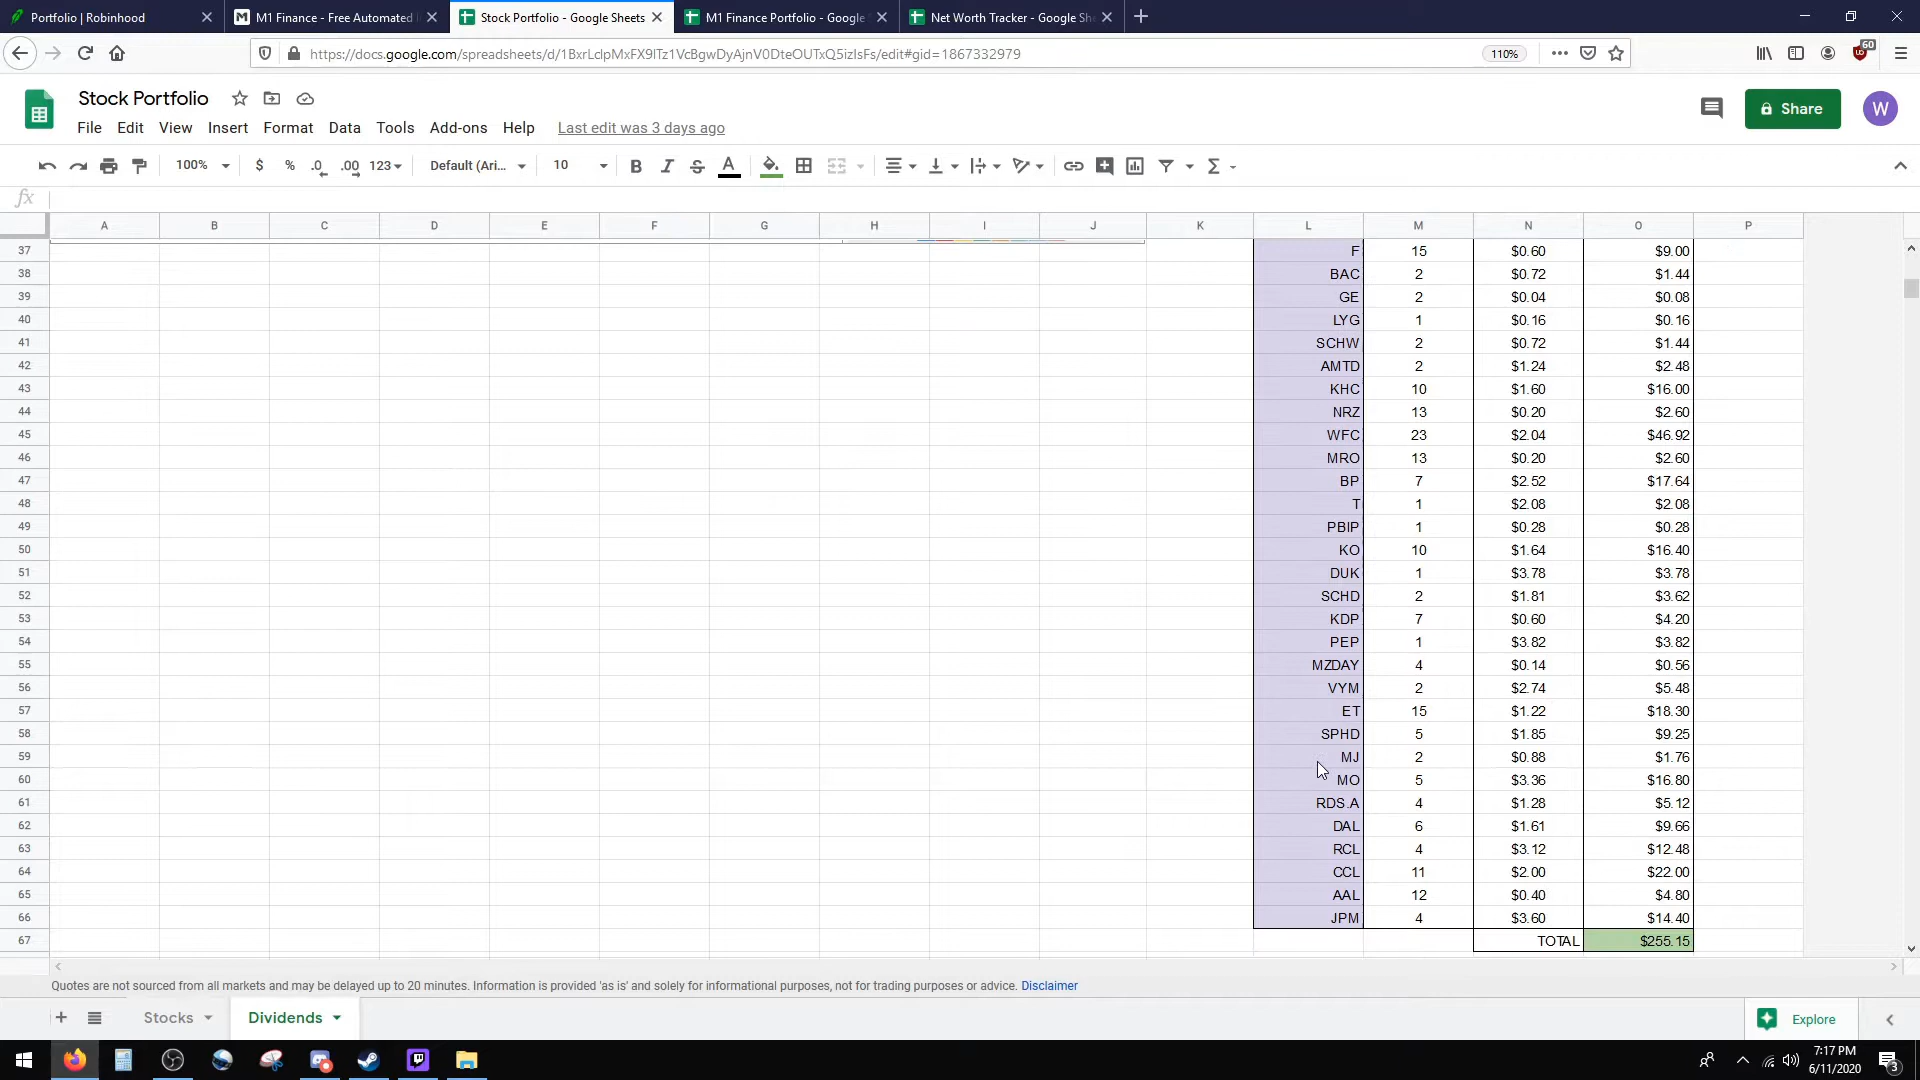 Portfolio | Robinhood
M1 Finance - Free Automated
Stock Portfolio - Google Sheets
M1 Finance Portfolio - Google
Net Worth Tracker - Google Sh
https://docs.google.com/spreadsheets/d/1BxrLclpMxFX9lTz1VcBgwDyAjnV0DteOUTxQ5izIsFs/edit#gid=1867332979
110%
60
Stock Portfolio
Share
W
File Edit View Insert Format Data Tools Add-ons Help Last edit was 3 days ago
100% $ % .0 .00 123 Default (Ari... 10 B I S A
fx
A B C D E F G H I J K L M N O P
37 F 15 $0.60 $9.00
38 BAC 2 $0.72 $1.44
39 GE 2 $0.04 $0.08
40 LYG 1 $0.16 $0.16
41 SCHW 2 $0.72 $1.44
42 AMTD 2 $1.24 $2.48
43 KHC 10 $1.60 $16.00
44 NRZ 13 $0.20 $2.60
45 WFC 23 $2.04 $46.92
46 MRO 13 $0.20 $2.60
47 BP 7 $2.52 $17.64
48 T 1 $2.08 $2.08
49 PBIP 1 $0.28 $0.28
50 KO 10 $1.64 $16.40
51 DUK 1 $3.78 $3.78
52 SCHD 2 $1.81 $3.62
53 KDP 7 $0.60 $4.20
54 PEP 1 $3.82 $3.82
55 MZDAY 4 $0.14 $0.56
56 VYM 2 $2.74 $5.48
57 ET 15 $1.22 $18.30
58 SPHD 5 $1.85 $9.25
59 MJ 2 $0.88 $1.76
60 MO 5 $3.36 $16.80
61 RDS.A 4 $1.28 $5.12
62 DAL 6 $1.61 $9.66
63 RCL 4 $3.12 $12.48
64 CCL 11 $2.00 $22.00
65 AAL 12 $0.40 $4.80
66 JPM 4 $3.60 $14.40
67 TOTAL $255.15
Quotes are not sourced from all markets and may be delayed up to 20 minutes. Information is provided 'as is' and solely for informational purposes, not for trading purposes or advice. Disclaimer
Stocks Dividends
Explore
7:17 PM
6/11/2020
3